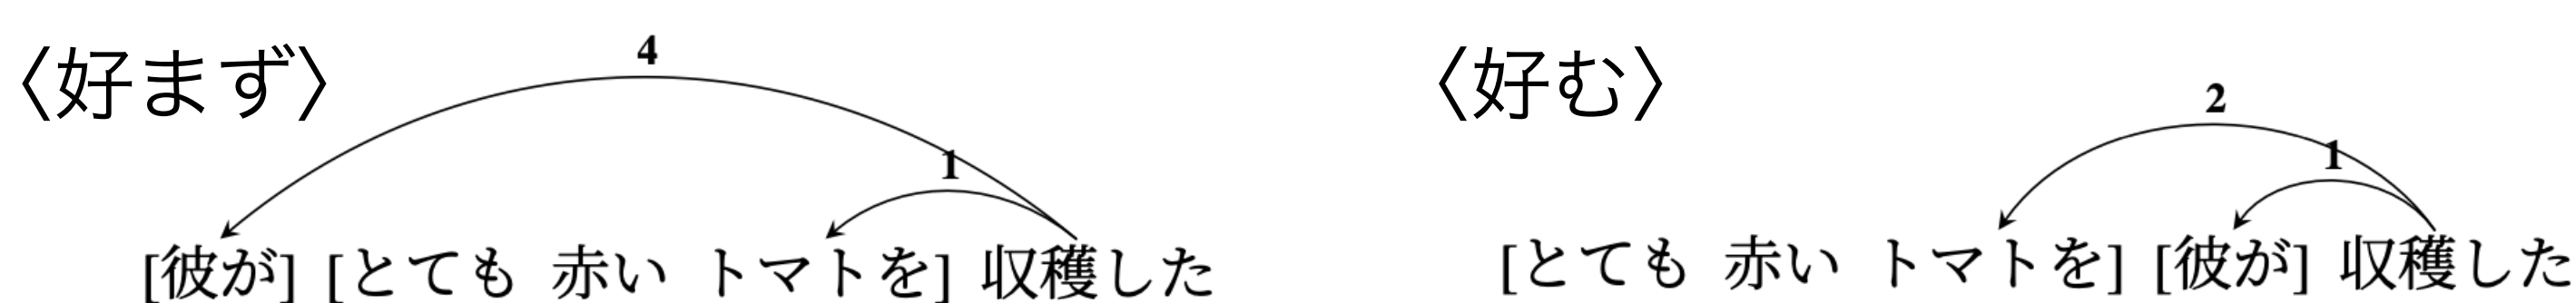 〈好まず〉
4
1
[彼が] [とても 赤い トマトを] 収穫した
〈好む〉
2
1
[とても 赤い トマトを] [彼が] 収穫した